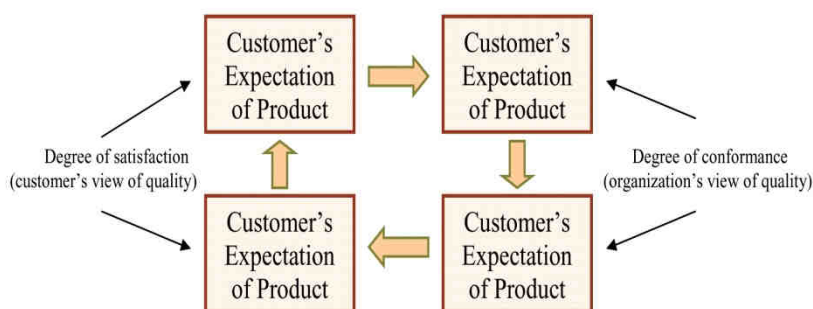 Customer’s
Expectation
of Product
Customer’s
Expectation
of Product
Degree of satisfaction
(customer’s view of quality)
Degree of conformance
(organization’s view of quality)
Customer’s
Expectation
of Product
Customer’s
Expectation
of Product